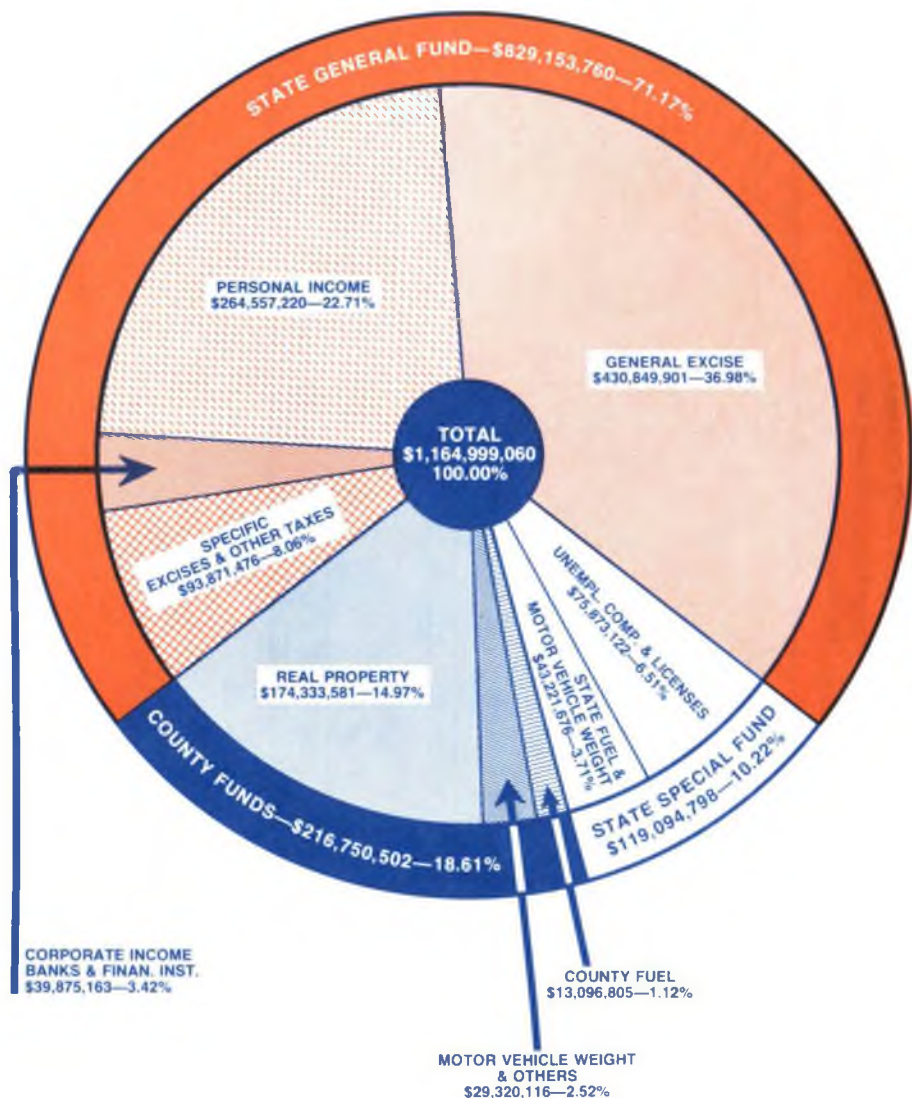 STATE GENERAL FUND—$829,153,760—71.17%
PERSONAL INCOME
$264,557,220—22.71%
GENERAL EXCISE
$430,849,901—36.98%
TOTAL
$1,164,999,060
100.00%
SPECIFIC
EXCISES & OTHER TAXES
$93,871,476—8.06%
REAL PROPERTY
$174,333,581—14.97%
UNEMPL. COMP. & LICENSES
$75,873,122—6.51%
STATE FUEL &
MOTOR VEHICLE WEIGHT
$43,221,676—3.71%
COUNTY FUNDS—$216,750,502—18.61%
STATE SPECIAL FUND
$119,094,798—10.22%
CORPORATE INCOME
BANKS & FINAN. INST.
$39,875,163—3.42%
COUNTY FUEL
$13,096,805—1.12%
MOTOR VEHICLE WEIGHT
& OTHERS
$29,320,116—2.52%